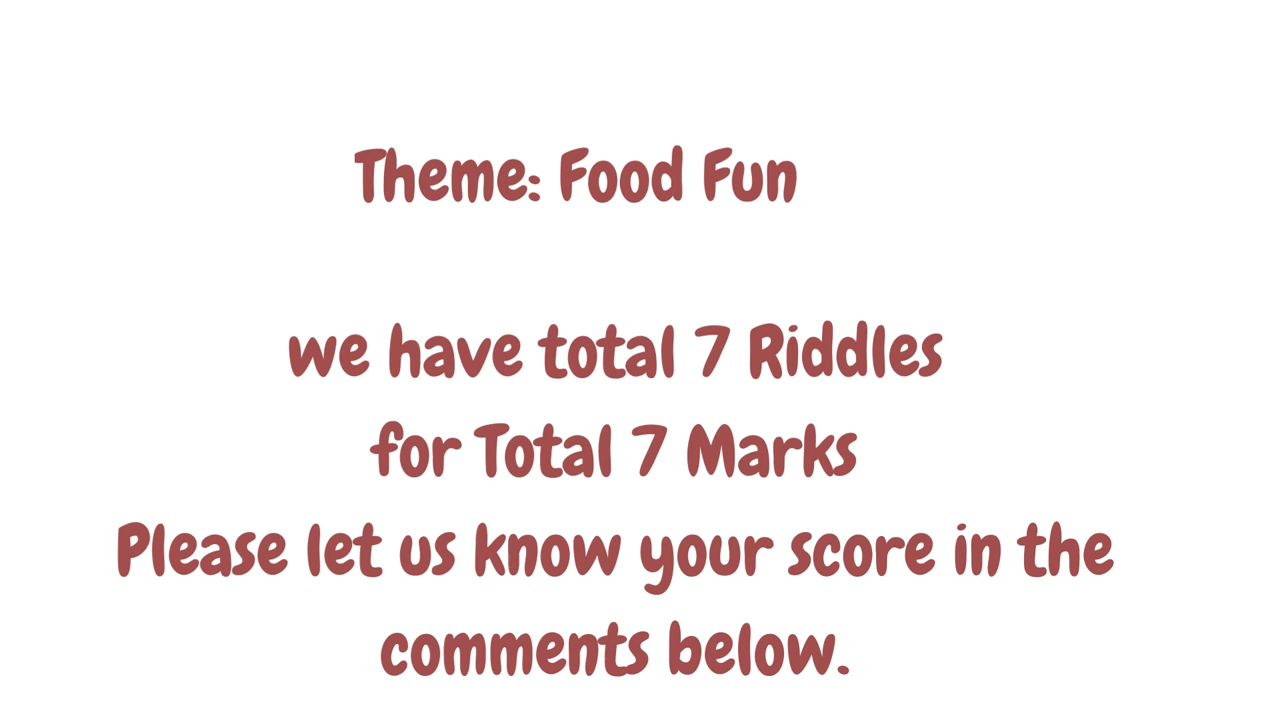 Theme: Food Fun
we have total 7 Riddles
for Total 7 Marks
Please let us know your score in the
comments below.